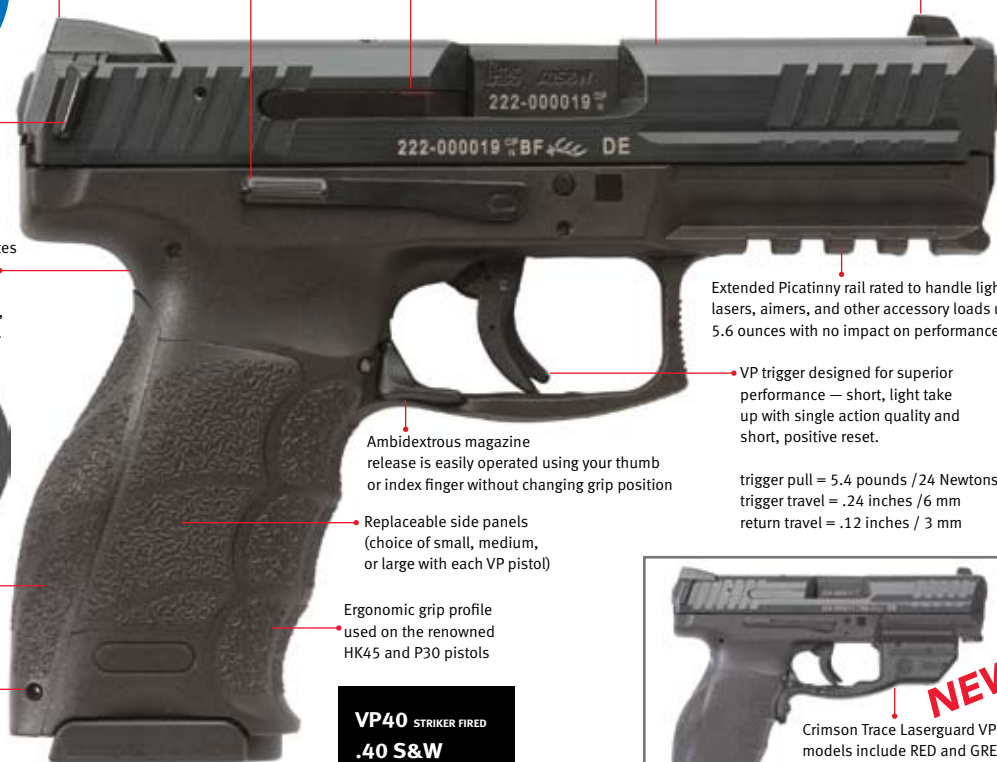 222-000019
222-000019 BF DE
Extended Picatinny rail rated to handle
lasers, aimers, and other accessory loads
5.6 ounces with no impact on performance
VP trigger designed for superior
performance — short, light take
up with single action quality and
short, positive reset.
trigger pull = 5.4 pounds /24 Newtons
trigger travel = .24 inches /6 mm
return travel = .12 inches / 3 mm
Ambidextrous magazine
release is easily operated using your thumb
or index finger without changing grip position
Replaceable side panels
(choice of small, medium,
or large with each VP pistol)
Ergonomic grip profile
used on the renowned
HK45 and P30 pistols
VP40 STRIKER FIRED
.40 S&W
NEW
Crimson Trace Laserguard VP
models include RED and